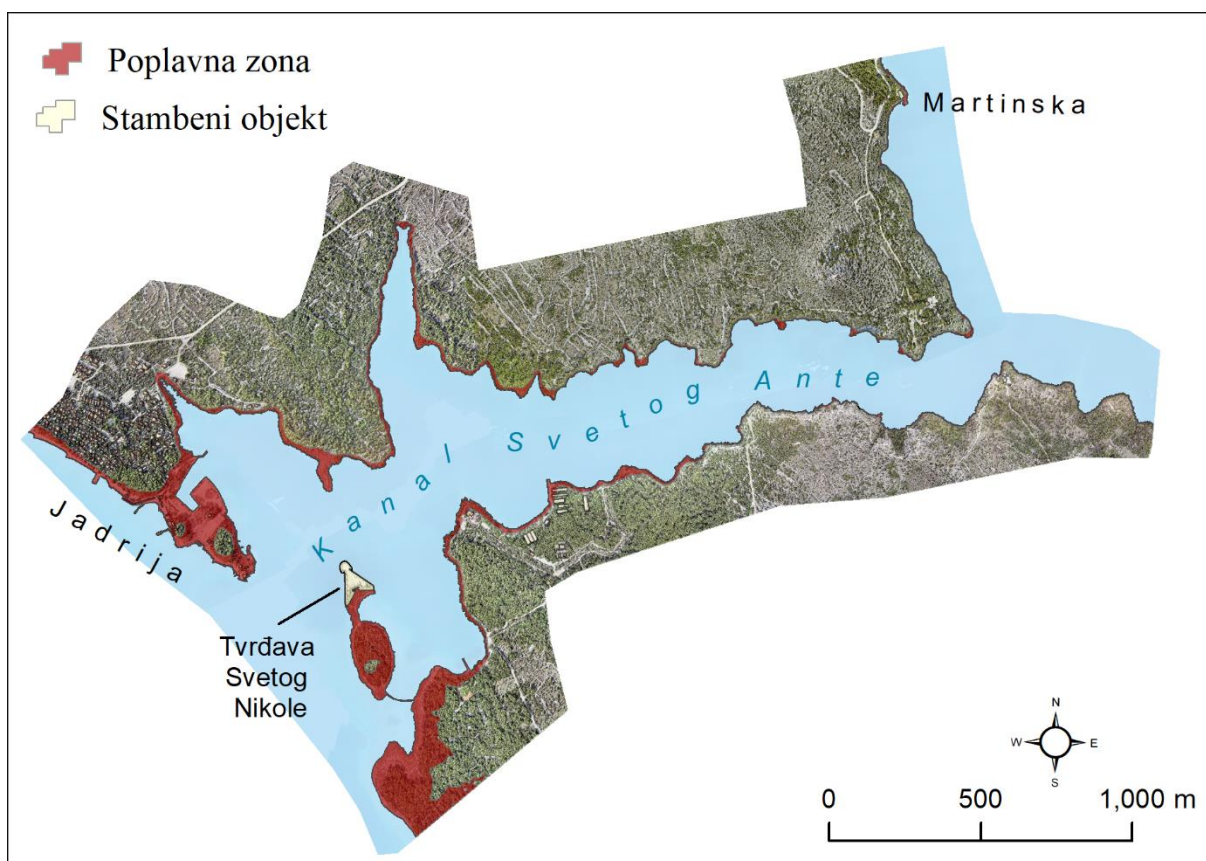 Poplavna zona
Stambeni objekt
Martinska
Kanal Svetog Ante
Jadrija
Tvrđava
Svetog
Nikole
N
W E
S
0 500 1,000 m